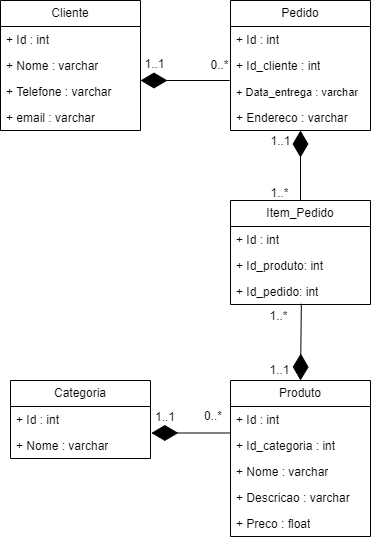 Cliente
+ Id : int
+ Nome : varchar
+ Telefone : varchar
+ email : varchar
1..1
0..*
Pedido
+ Id : int
+ Id_cliente : int
+ Data_entrega : varchar
+ Endereco : varchar
1..1
1..*
Item_Pedido
+ Id : int
+ Id_produto: int
+ Id_pedido: int
1..*
1..1
Categoria
+ Id : int
+ Nome : varchar
1..1
0..*
Produto
+ Id : int
+ Id_categoria : int
+ Nome : varchar
+ Descricao : varchar
+ Preco : float